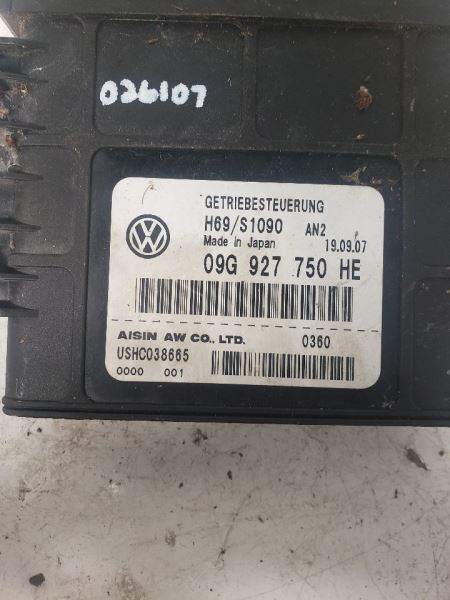 026107
GETRIEBESTEUERUNG
H69/S1090 AN2
Made in Japan 19.09.07
09G 927 750 HE
AISIN AW CO., LTD. 0360
USHC038665
0000 001